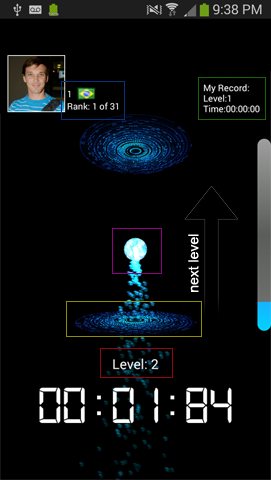 9:38 PM
1
Rank: 1 of 31
My Record:
Level:1
Time:00:00:00
next level
Level: 2
00:01:84